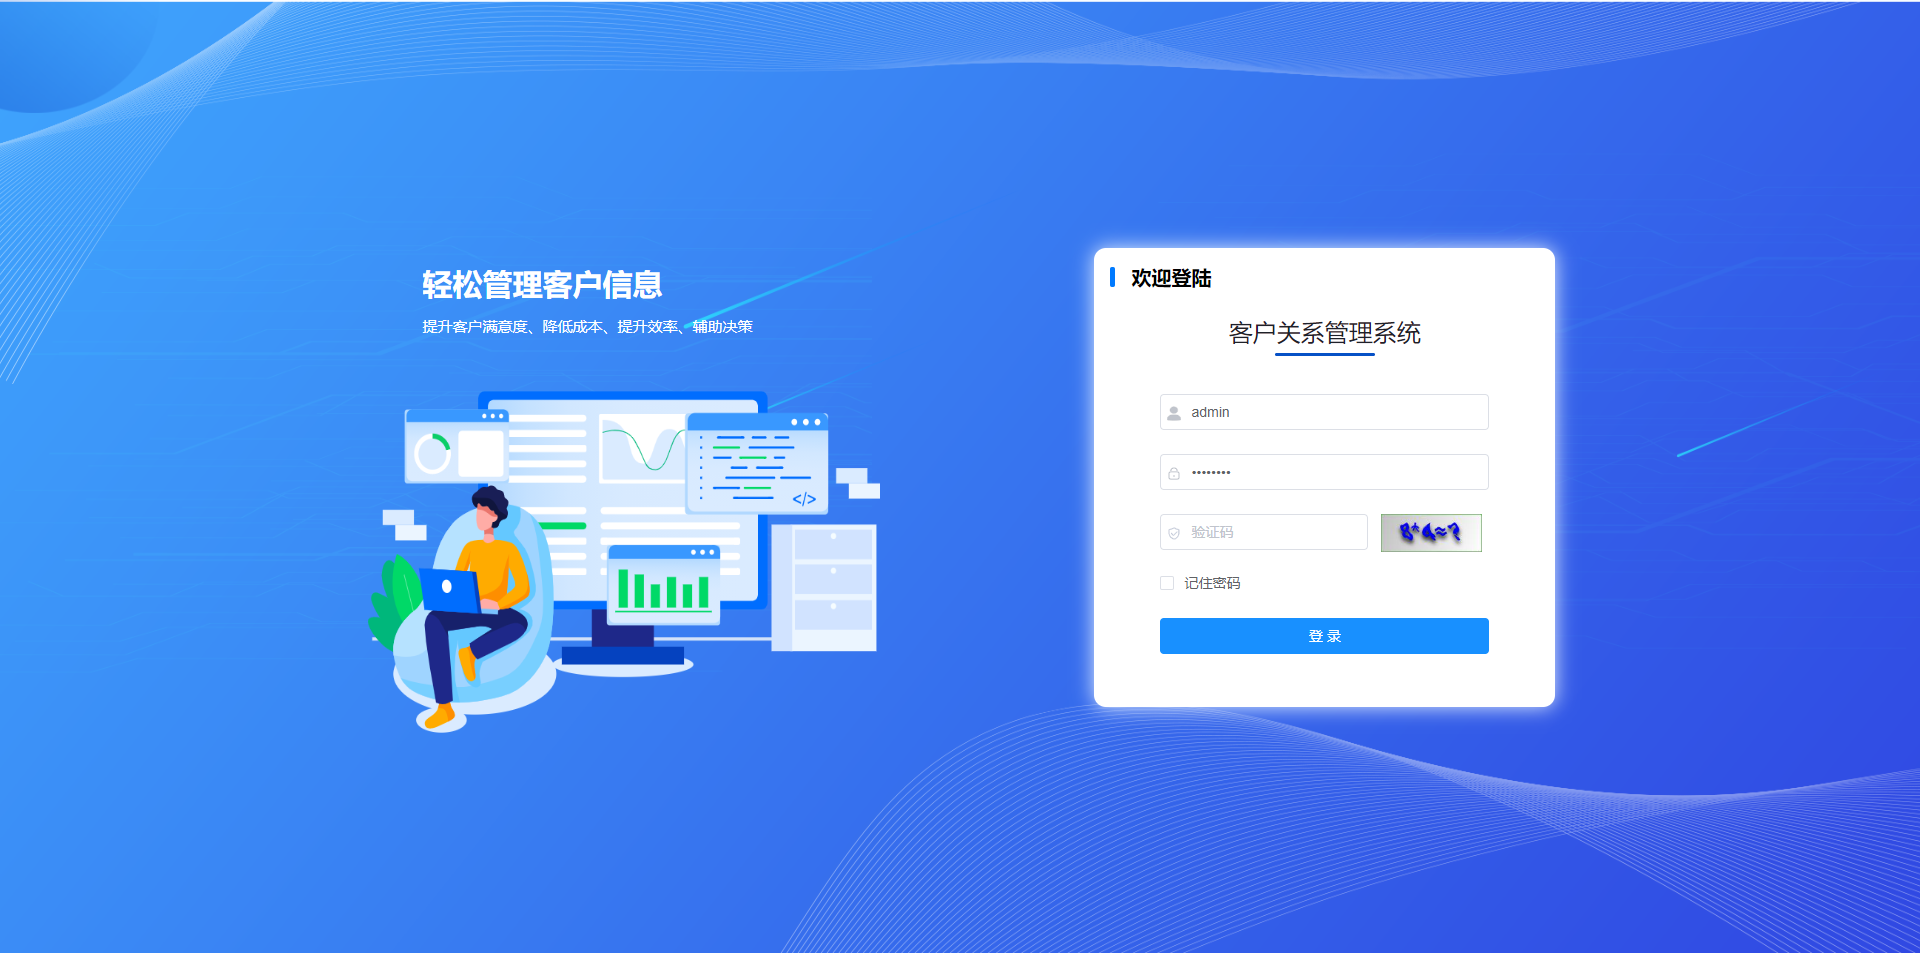 轻松管理客户信息
提升客户满意度、降低成本、提升效率、辅助决策
</>
欢迎登陆
客户关系管理系统
admin
••••••••
验证码
记住密码
登 录